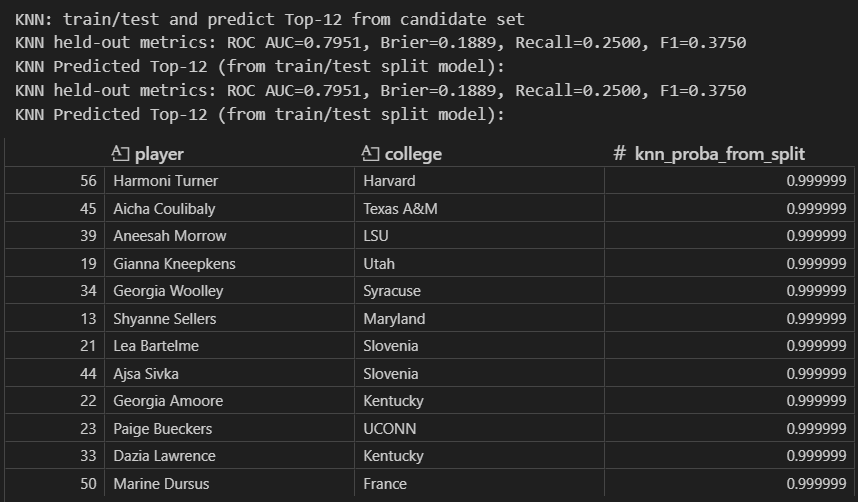 KNN: train/test and predict Top-12 from candidate set
KNN held-out metrics: ROC AUC=0.7951, Brier=0.1889, Recall=0.2500, F1=0.3750
KNN Predicted Top-12 (from train/test split model):
KNN held-out metrics: ROC AUC=0.7951, Brier=0.1889, Recall=0.2500, F1=0.3750
KNN Predicted Top-12 (from train/test split model):
player college # knn_proba_from_split
56 Harmoni Turner Harvard 0.999999
45 Aicha Coulibaly Texas A&M 0.999999
39 Aneesah Morrow LSU 0.999999
19 Gianna Kneepkens Utah 0.999999
34 Georgia Woolley Syracuse 0.999999
13 Shyanne Sellers Maryland 0.999999
21 Lea Bartelme Slovenia 0.999999
44 Ajsa Sivka Slovenia 0.999999
22 Georgia Amoore Kentucky 0.999999
23 Paige Bueckers UCONN 0.999999
33 Dazia Lawrence Kentucky 0.999999
50 Marine Dursus France 0.999999